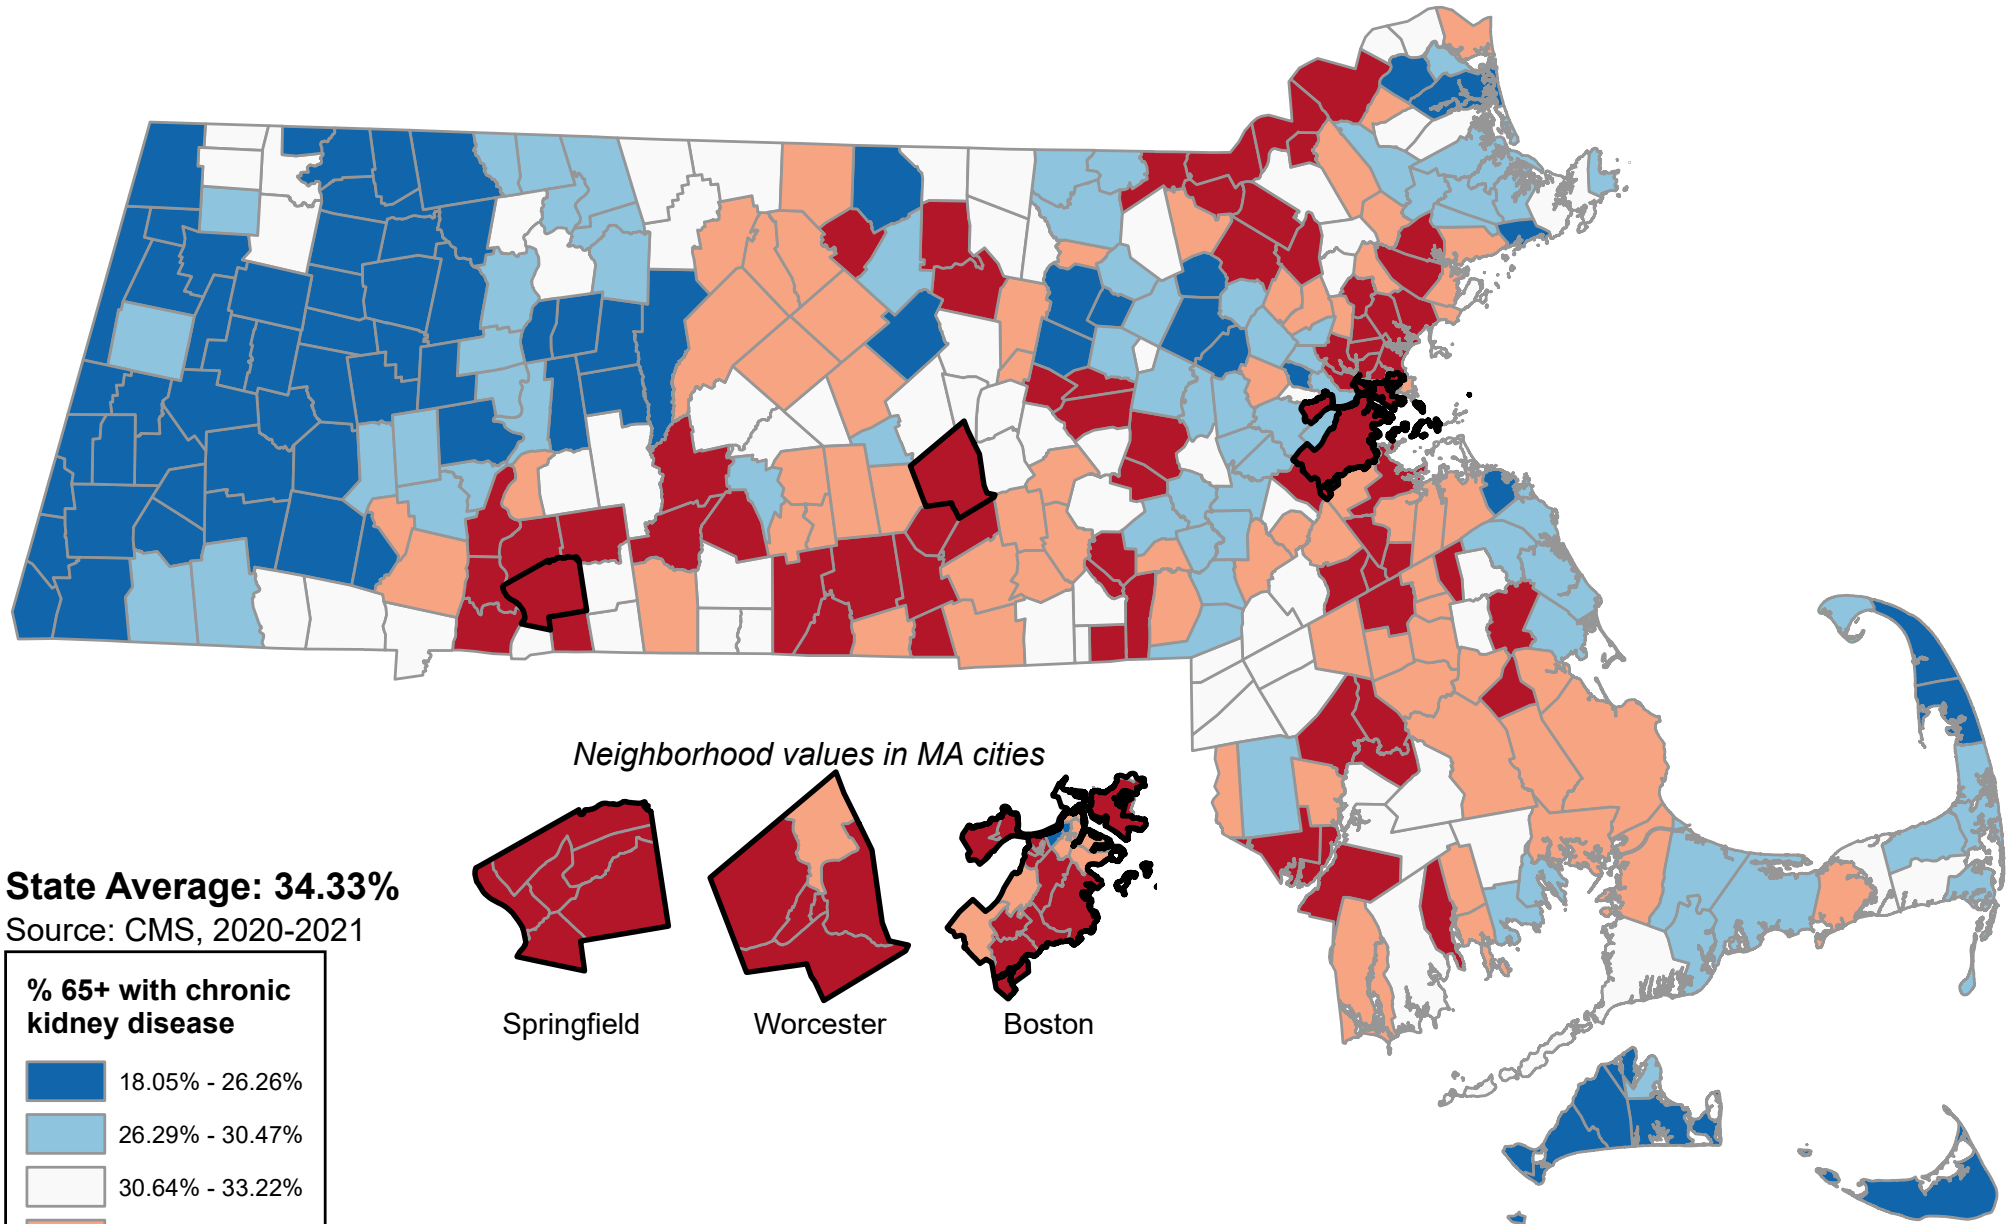 Neighborhood values in MA cities
State Average: 34.33%
Source: CMS, 2020-2021
% 65+ with chronic
kidney disease
18.05% - 26.26%
26.29% - 30.47%
30.64% - 33.22%
Springfield
Worcester
Boston